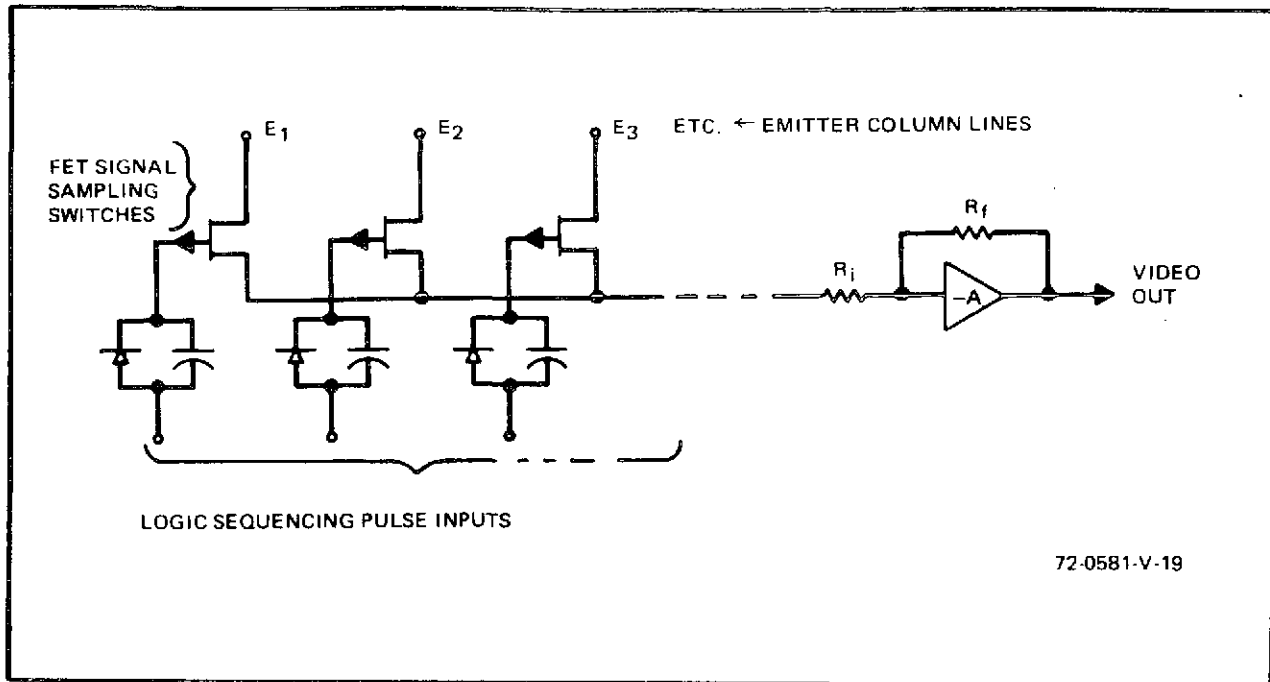 E1
E2
E3
ETC. ← EMITTER COLUMN LINES
FET SIGNAL
SAMPLING
SWITCHES
Rf
Ri
-A
VIDEO
OUT
LOGIC SEQUENCING PULSE INPUTS
72-0581-V-19